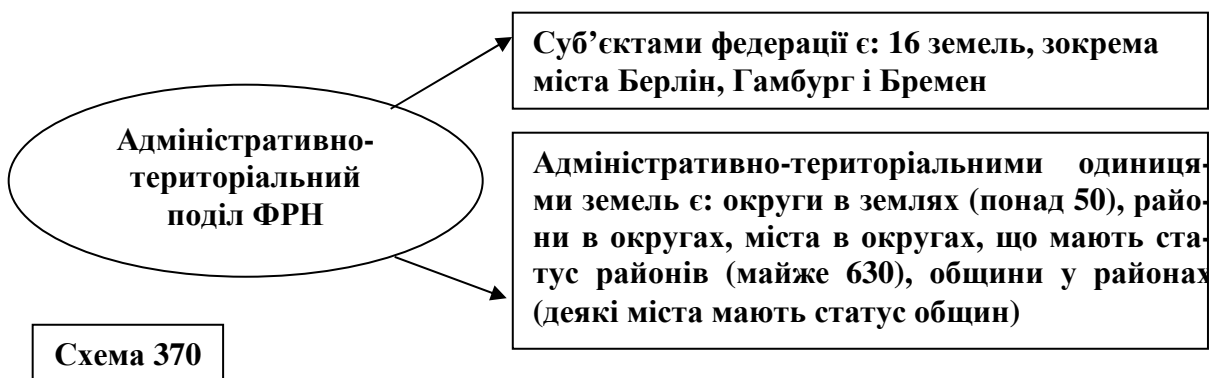 Адміністративно-
територіальний
поділ ФРН
Суб’єктами федерації є: 16 земель, зокрема
міста Берлін, Гамбург і Бремен
Адміністративно-територіальними одиниця-
ми земель є: округи в землях (понад 50), райо-
ни в округах, міста в округах, що мають ста-
тус районів (майже 630), общини у районах
(деякі міста мають статус общин)
Схема 370